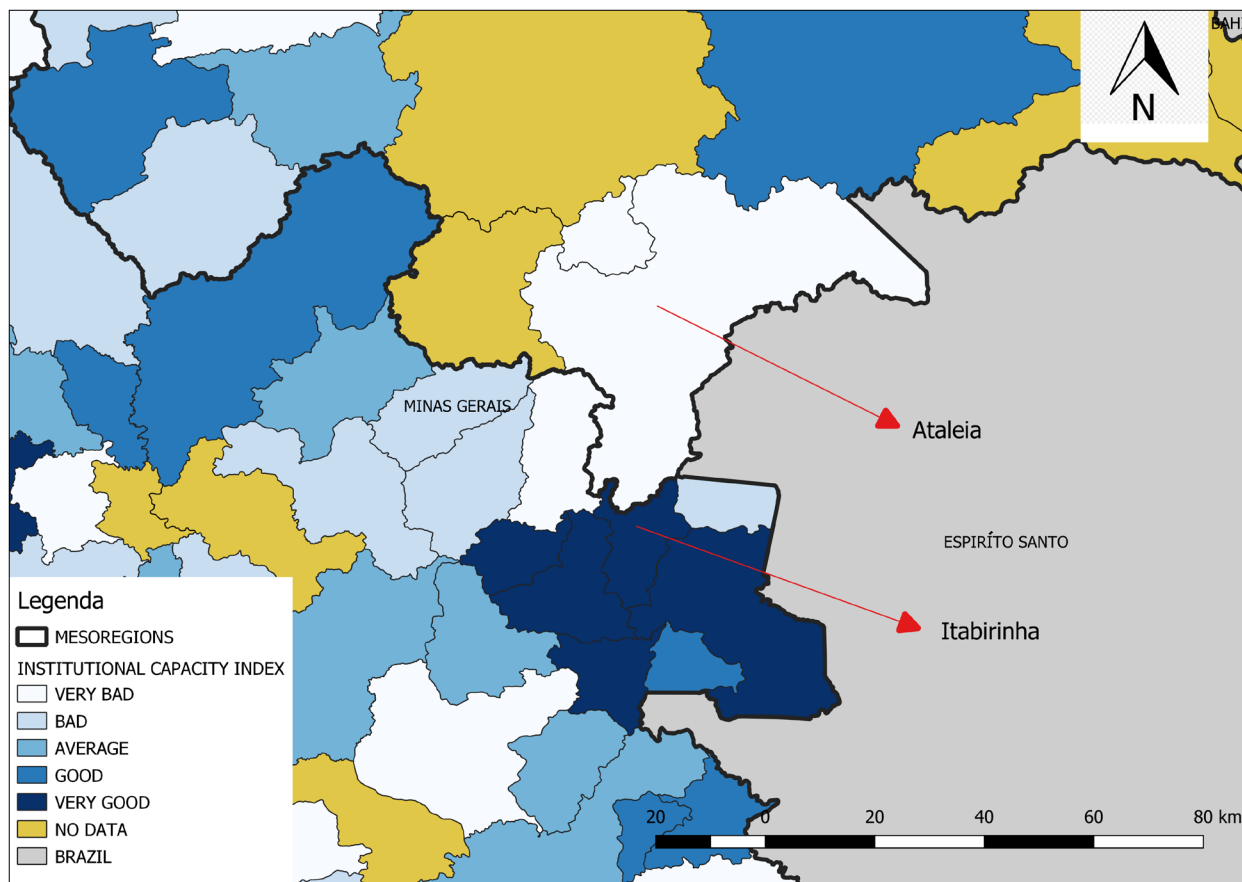 BAHI
N
MINAS GERAIS
Ataleia
ESPIRÍTO SANTO
Itabirinha
Legenda
MESOREGIONS
INSTITUTIONAL CAPACITY INDEX
VERY BAD
BAD
AVERAGE
GOOD
VERY GOOD
NO DATA
BRAZIL
20 0 20 40 60 80 km